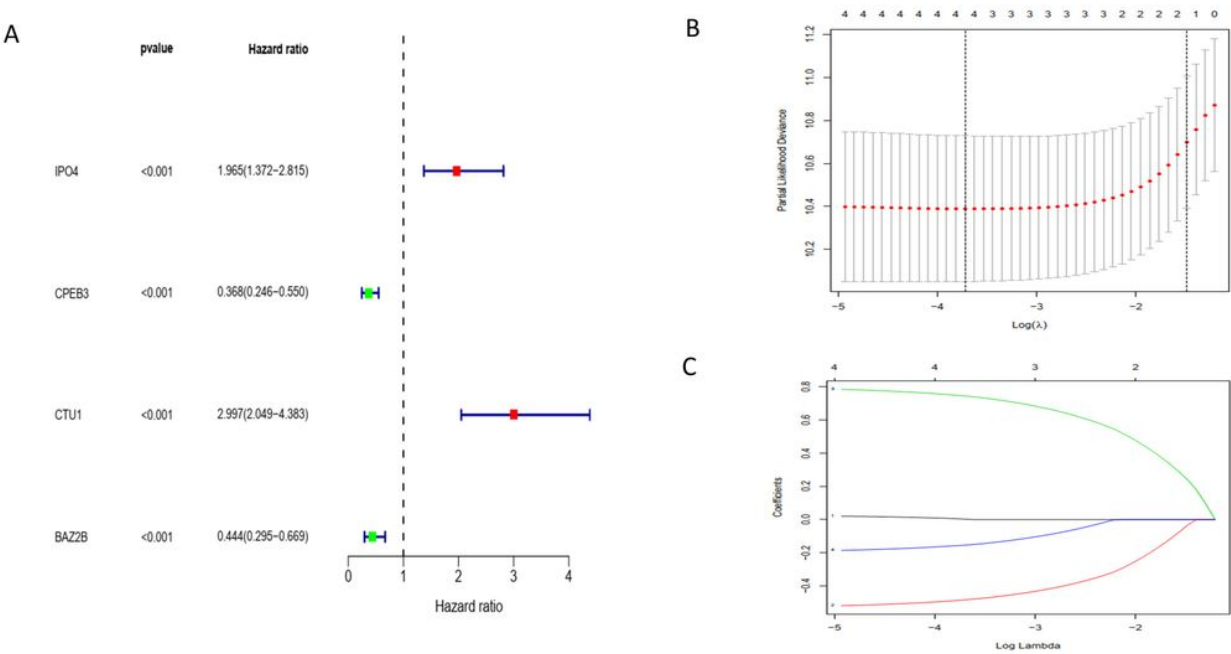 A
pvalue Hazard ratio
IPO4 <0.001 1.965(1.372−2.815)
CPEB3 <0.001 0.368(0.246−0.550)
CTU1 <0.001 2.997(2.049−4.383)
BAZ2B <0.001 0.444(0.295−0.669)
0 1 2 3 4
Hazard ratio
B
4 4 4 4 4 4 4 4 3 3 3 3 3 3 3 2 2 2 2 1 0
11.2
11.0
10.8
10.6
10.4
10.2
Partial Likelihood Deviance
−5 −4 −3 −2
Log(λ)
C
4 4 3 2
0.8
0.6
0.4
0.2
0.0
−0.2
−0.4
Coefficients
1
−5 −4 −3 −2
Log Lambda